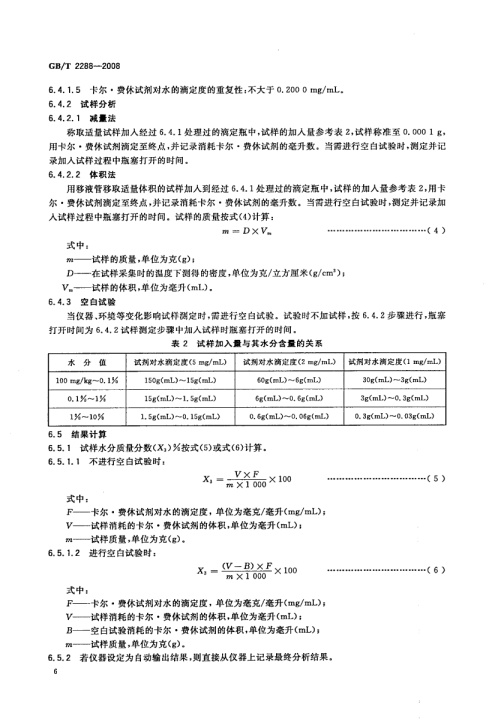 GB/T 2288—2008
6.4.1.5 卡尔·费休试剂对水的滴定度的重复性:不大于0.200 0 mg/mL。
6.4.2 试样分析
6.4.2.1 减量法
称取适量试样加入经过6.4.1处理过的滴定瓶中,试样的加入量参考表2,试样称准至0.000 1 g,
用卡尔·费休试剂滴定至终点,并记录消耗卡尔·费休试剂的毫升数。当需进行空白试验时,测定并记
录加入试样过程中瓶塞打开的时间。
6.4.2.2 体积法
用移液管移取适量体积的试样加入到经过6.4.1处理过的滴定瓶中,试样的加入量参考表2,用卡
尔·费休试剂滴定至终点,并记录消耗卡尔·费休试剂的毫升数。当需进行空白试验时,测定并记录加
入试样过程中瓶塞打开的时间。试样的质量按式(4)计算:
m = D×Vm ………………………………( 4 )
式中:
m——试样的质量,单位为克(g);
D——在试样采集时的温度下测得的密度,单位为克/立方厘米(g/cm³);
Vm——试样的体积,单位为毫升(mL)。
6.4.3 空白试验
当仪器、环境等变化影响试样测定时,需进行空白试验。试验时不加试样,按6.4.2步骤进行,瓶塞
打开时间为6.4.2试样测定步骤中加入试样时瓶塞打开的时间。
表 2 试样加入量与其水分含量的关系
水 分 值 试剂对水滴定度(5 mg/mL) 试剂对水滴定度(2 mg/mL) 试剂对水滴定度(1 mg/mL)
100 mg/kg～0.1% 150g(mL)～15g(mL) 60g(mL)～6g(mL) 30g(mL)～3g(mL)
0.1%～1% 15g(mL)～1.5g(mL) 6g(mL)～0.6g(mL) 3g(mL)～0.3g(mL)
1%～10% 1.5g(mL)～0.15g(mL) 0.6g(mL)～0.06g(mL) 0.3g(mL)～0.03g(mL)
6.5 结果计算
6.5.1 试样水分质量分数(X₃)%按式(5)或式(6)计算。
6.5.1.1 不进行空白试验时:
X₃ = V×F / m×1 000 ×100 ………………………………( 5 )
式中:
F——卡尔·费休试剂对水的滴定度,单位为毫克/毫升(mg/mL);
V——试样消耗的卡尔·费休试剂的体积,单位为毫升(mL);
m——试样质量,单位为克(g)。
6.5.1.2 进行空白试验时:
X₃ = (V−B)×F / m×1 000 ×100 ………………………………( 6 )
式中:
F——卡尔·费休试剂对水的滴定度,单位为毫克/毫升(mg/mL);
V——试样消耗的卡尔·费休试剂的体积,单位为毫升(mL);
B——空白试验消耗的卡尔·费休试剂的体积,单位为毫升(mL);
m——试样质量,单位为克(g)。
6.5.2 若仪器设定为自动输出结果,则直接从仪器上记录最终分析结果。
6